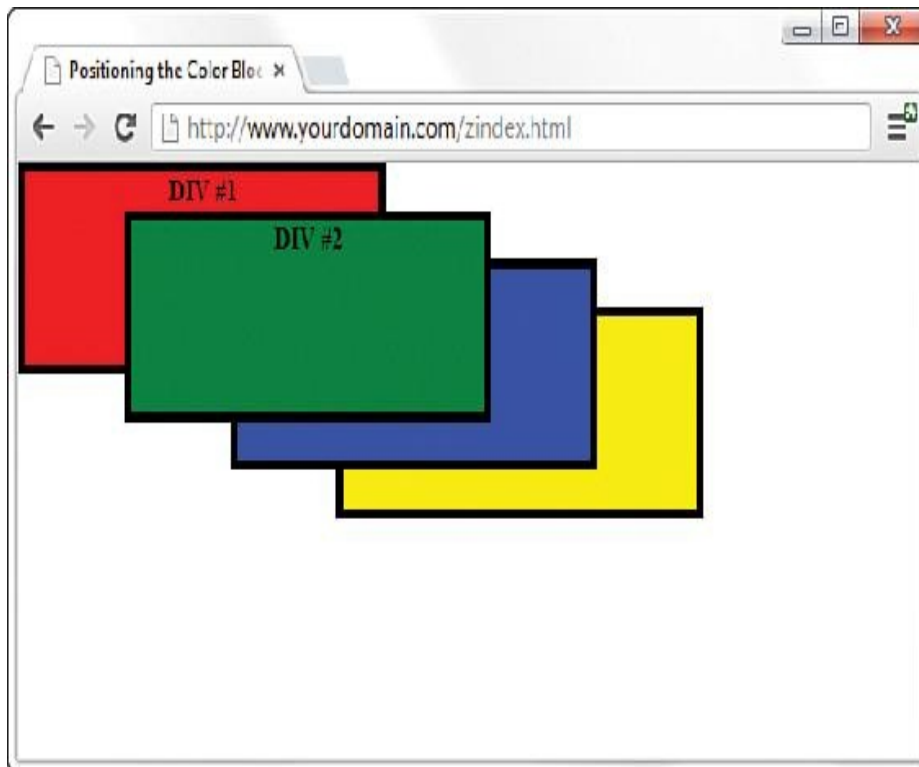 Positioning the Color Bloc
http://www.yourdomain.com/zindex.html
DIV #1
DIV #2